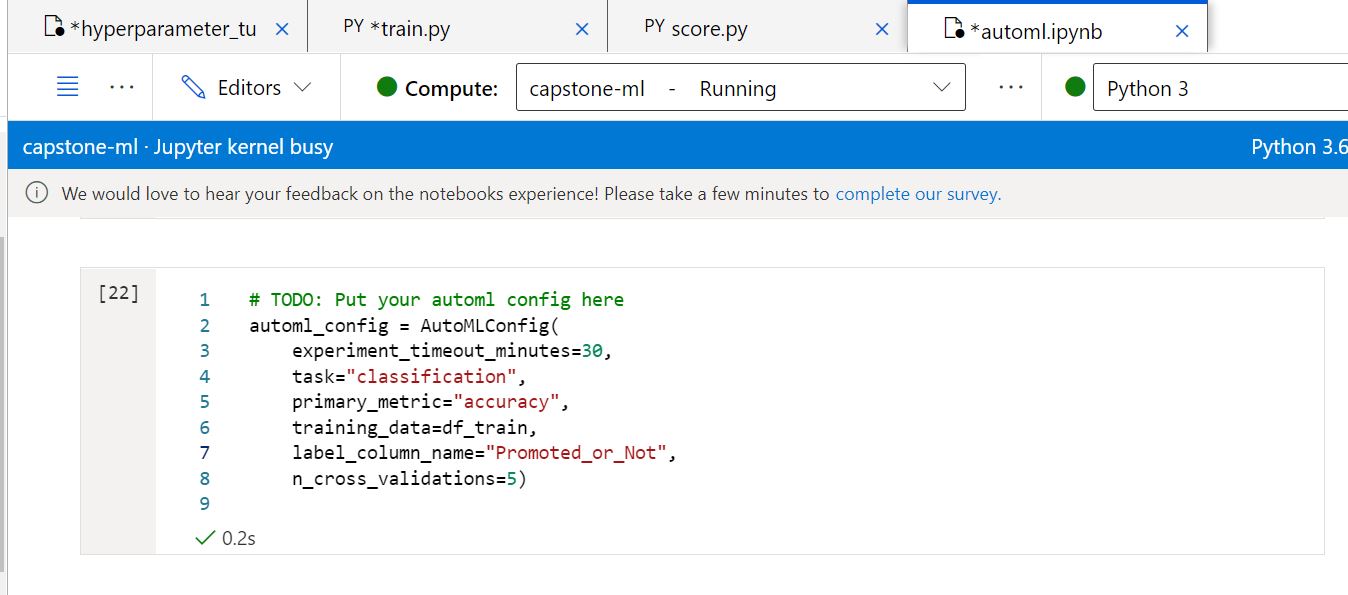 *hyperparameter_tu × PY *train.py × PY score.py × *automl.ipynb ×
··· Editors Compute: capstone-ml - Running ··· Python 3
capstone-ml · Jupyter kernel busy Python 3.6
We would love to hear your feedback on the notebooks experience! Please take a few minutes to complete our survey.
[22]
1 # TODO: Put your automl config here
2 automl_config = AutoMLConfig(
3 experiment_timeout_minutes=30,
4 task="classification",
5 primary_metric="accuracy",
6 training_data=df_train,
7 label_column_name="Promoted_or_Not",
8 n_cross_validations=5)
9
✓ 0.2s